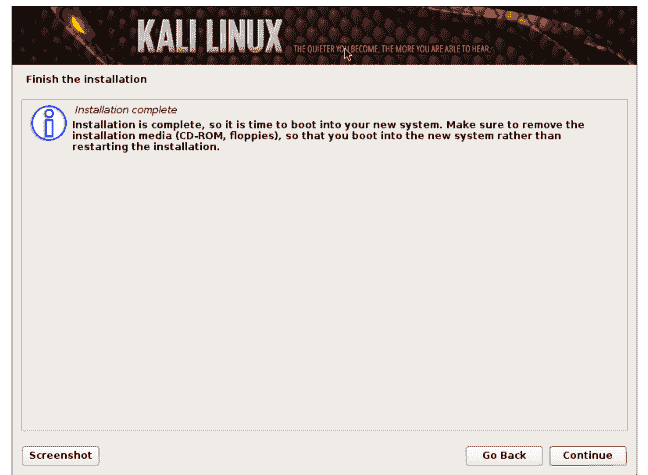 KALI LINUX
THE QUIETER YOU BECOME, THE MORE YOU ARE ABLE TO HEAR.
Finish the installation
Installation complete
Installation is complete, so it is time to boot into your new system. Make sure to remove the
installation media (CD-ROM, floppies), so that you boot into the new system rather than
restarting the installation.
Screenshot
Go Back
Continue